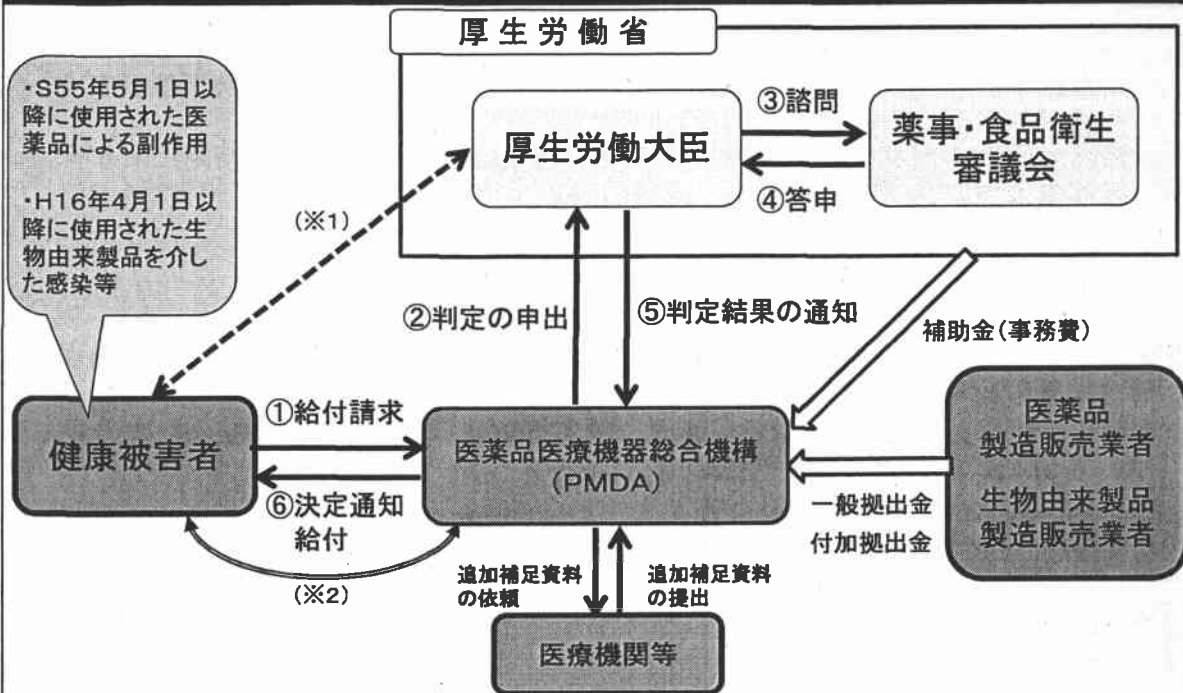 厚生労働省
・S55年5月1日以
降に使用された医
薬品による副作用
・H16年4月1日以
降に使用された生
物由来製品を介し
た感染等
厚生労働大臣
③諮問
④答申
薬事・食品衛生
審議会
(※1)
②判定の申出
⑤判定結果の通知
補助金(事務費)
健康被害者
①給付請求
⑥決定通知
給付
(※2)
医薬品医療機器総合機構
(PMDA)
一般拠出金
付加拠出金
医薬品
製造販売業者
生物由来製品
製造販売業者
追加補足資料
の依頼
追加補足資料
の提出
医療機関等